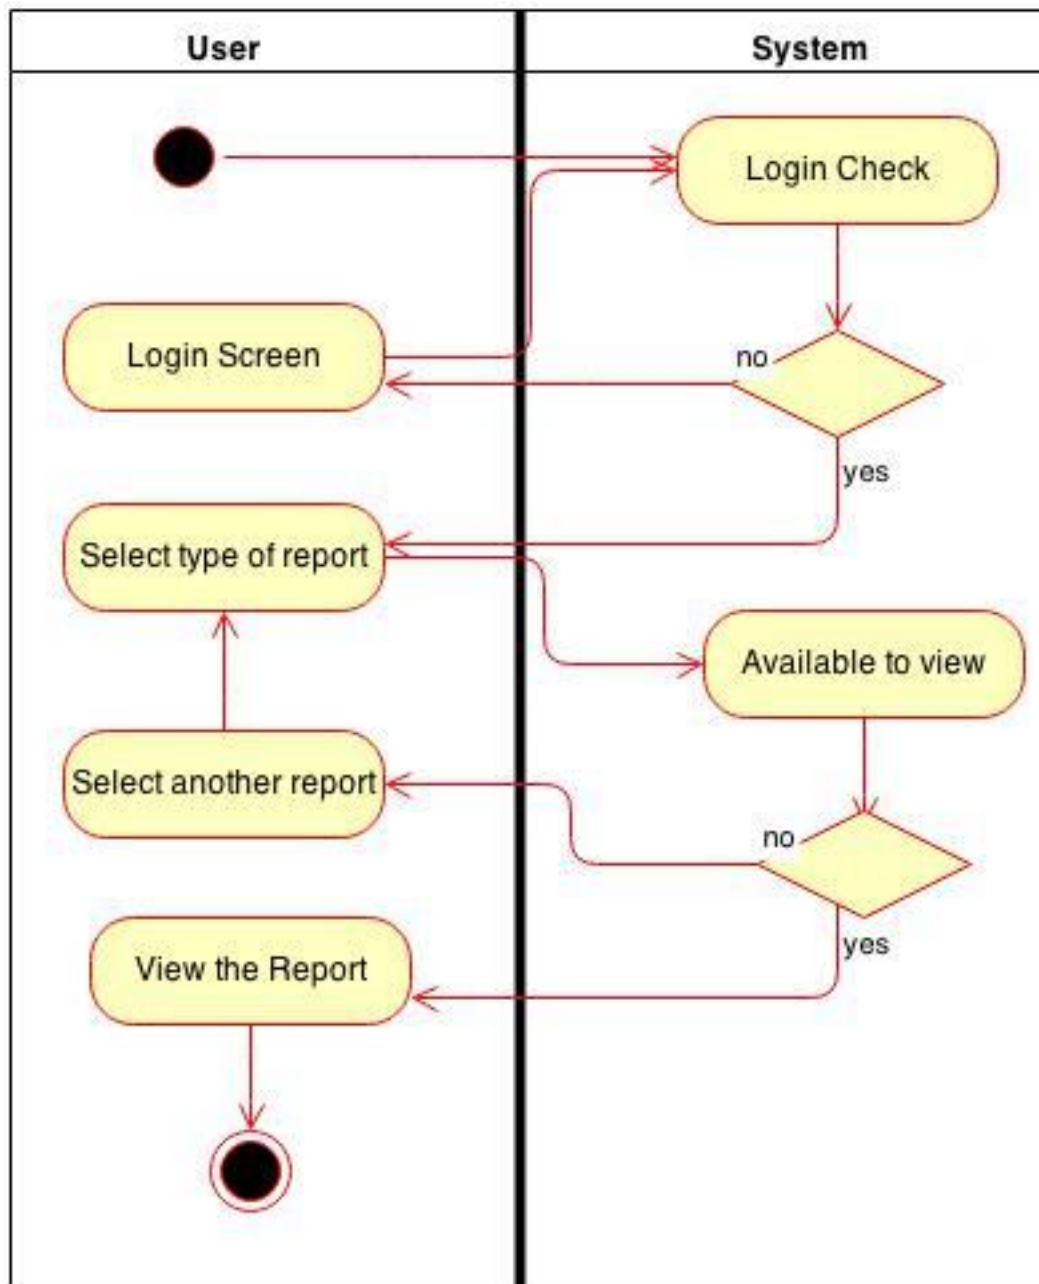 User
System
Login Check
Login Screen
no
yes
Select type of report
Available to view
Select another report
no
yes
View the Report